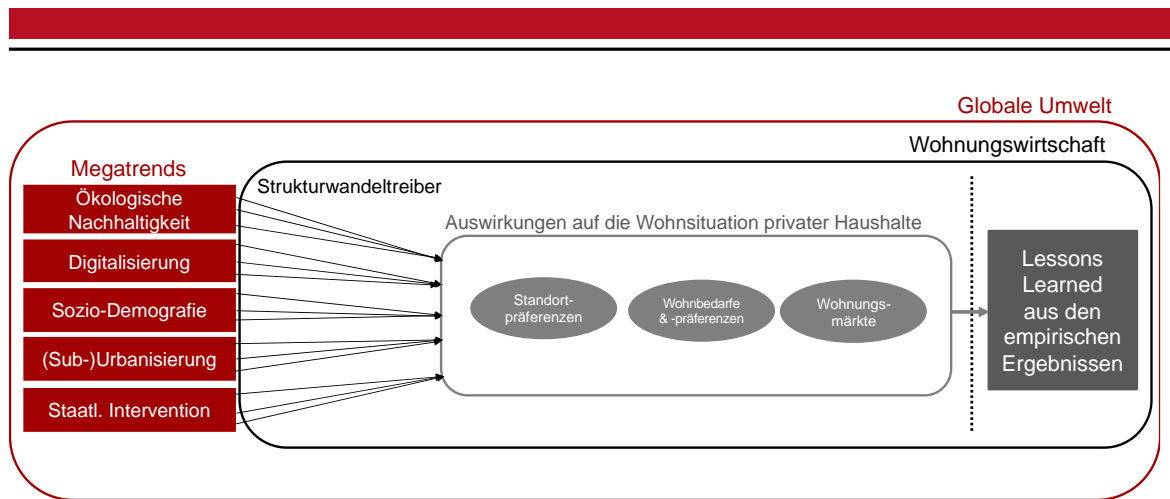 Globale Umwelt
Wohnungswirtschaft
Megatrends
Ökologische
Nachhaltigkeit
Digitalisierung
Sozio-Demografie
(Sub-)Urbanisierung
Staatl. Intervention
Strukturwandeltreiber
Auswirkungen auf die Wohnsituation privater Haushalte
Standort-
präferenzen
Wohnbedarfe
& -präferenzen
Wohnungs-
märkte
Lessons
Learned
aus den
empirischen
Ergebnissen